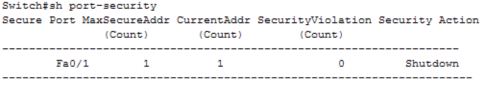 Switch#sh port-security
Secure Port MaxSecureAddr CurrentAddr SecurityViolation Security Action
(Count) (Count) (Count)
--------------------------------------------------------------------
Fa0/1 1 1 0 Shutdown
----------------------------------------------------------------------